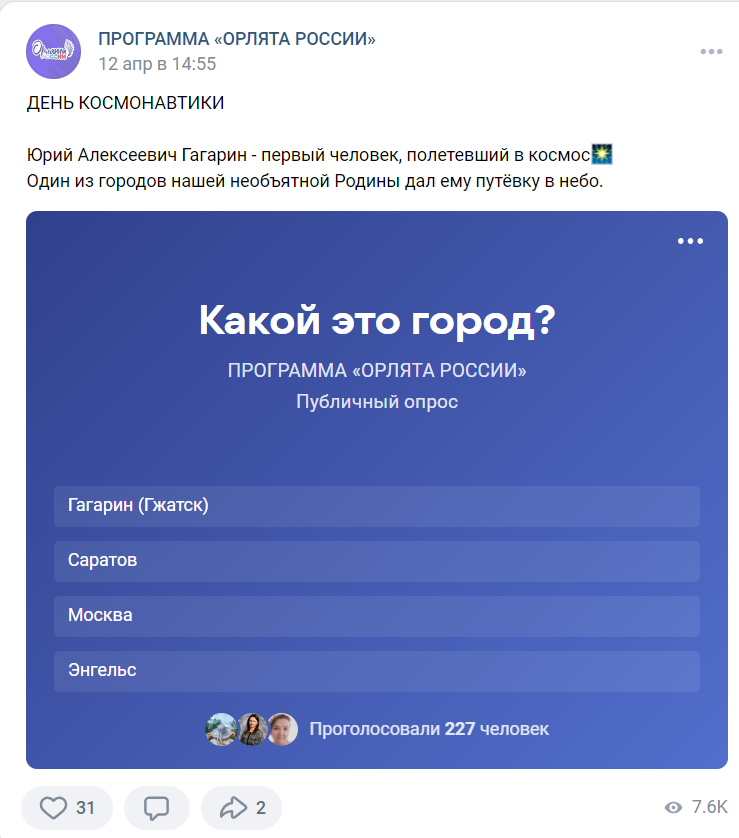 ПРОГРАММА «ОРЛЯТА РОССИИ»
12 апр в 14:55
ДЕНЬ КОСМОНАВТИКИ
Юрий Алексеевич Гагарин - первый человек, полетевший в космос
Один из городов нашей необъятной Родины дал ему путёвку в небо.
Какой это город?
ПРОГРАММА «ОРЛЯТА РОССИИ»
Публичный опрос
Гагарин (Гжатск)
Саратов
Москва
Энгельс
Проголосовали 227 человек
31
2
7.6K